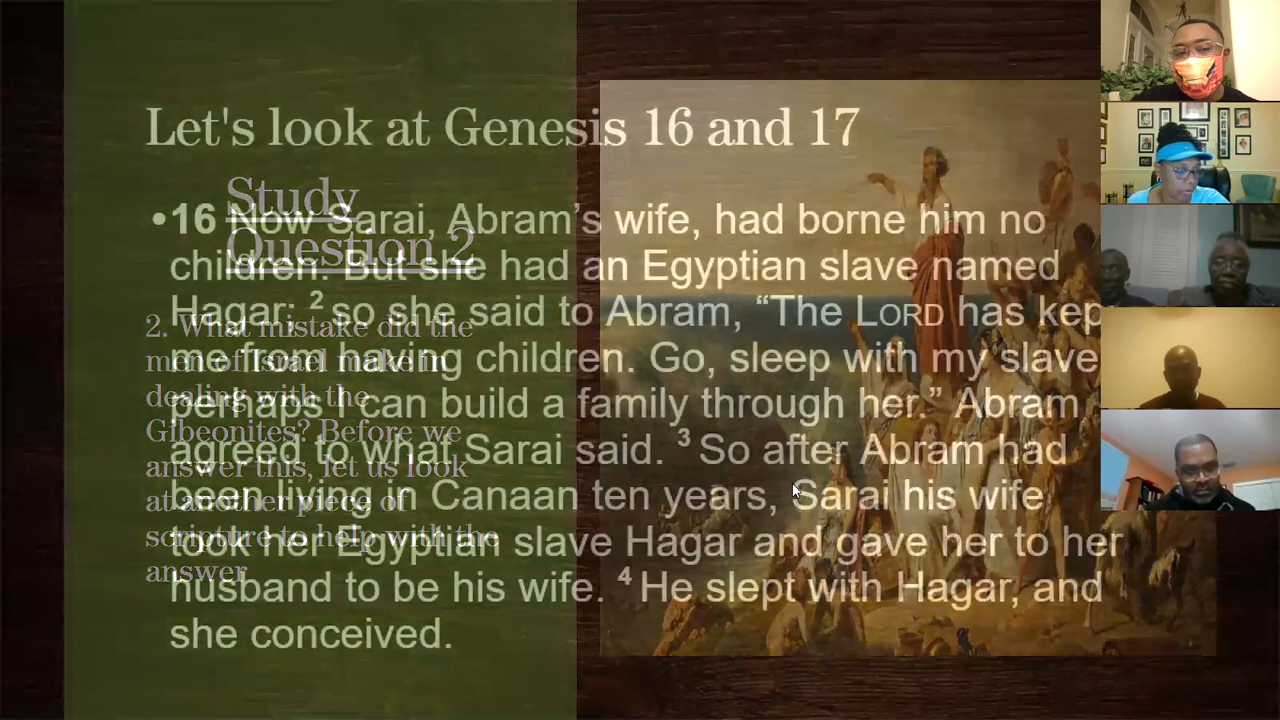 Let's look at Genesis 16 and 17
•16 Now Sarai, Abram’s wife, had borne him no
children. But she had an Egyptian slave named
Hagar; 2 so she said to Abram, “The LORD has kep
me from having children. Go, sleep with my slave
perhaps I can build a family through her.” Abram
agreed to what Sarai said. 3 So after Abram had
been living in Canaan ten years, Sarai his wife
took her Egyptian slave Hagar and gave her to her
husband to be his wife. 4 He slept with Hagar, and
she conceived.
Study
Question 2
2. What mistake did the
men of Israel make in
dealing with the
Gibeonites? Before we
answer this, let us look
at another piece of
scripture to help with the
answer